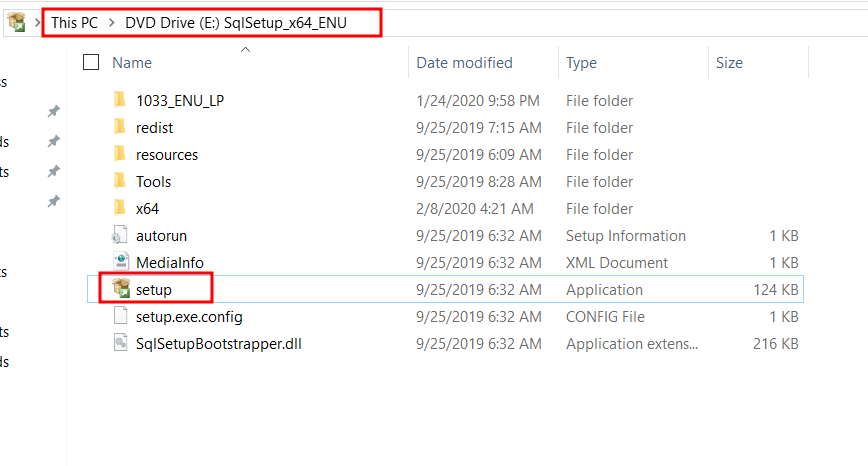 This PC > DVD Drive (E:) SqlSetup_x64_ENU
Name Date modified Type Size
1033_ENU_LP 1/24/2020 9:58 PM File folder
redist 9/25/2019 7:15 AM File folder
resources 9/25/2019 6:09 AM File folder
Tools 9/25/2019 8:28 AM File folder
x64 2/8/2020 4:21 AM File folder
autorun 9/25/2019 6:32 AM Setup Information 1 KB
MediaInfo 9/25/2019 6:32 AM XML Document 1 KB
setup 9/25/2019 6:32 AM Application 124 KB
setup.exe.config 9/25/2019 6:32 AM CONFIG File 1 KB
SqlSetupBootstrapper.dll 9/25/2019 6:32 AM Application extens... 216 KB